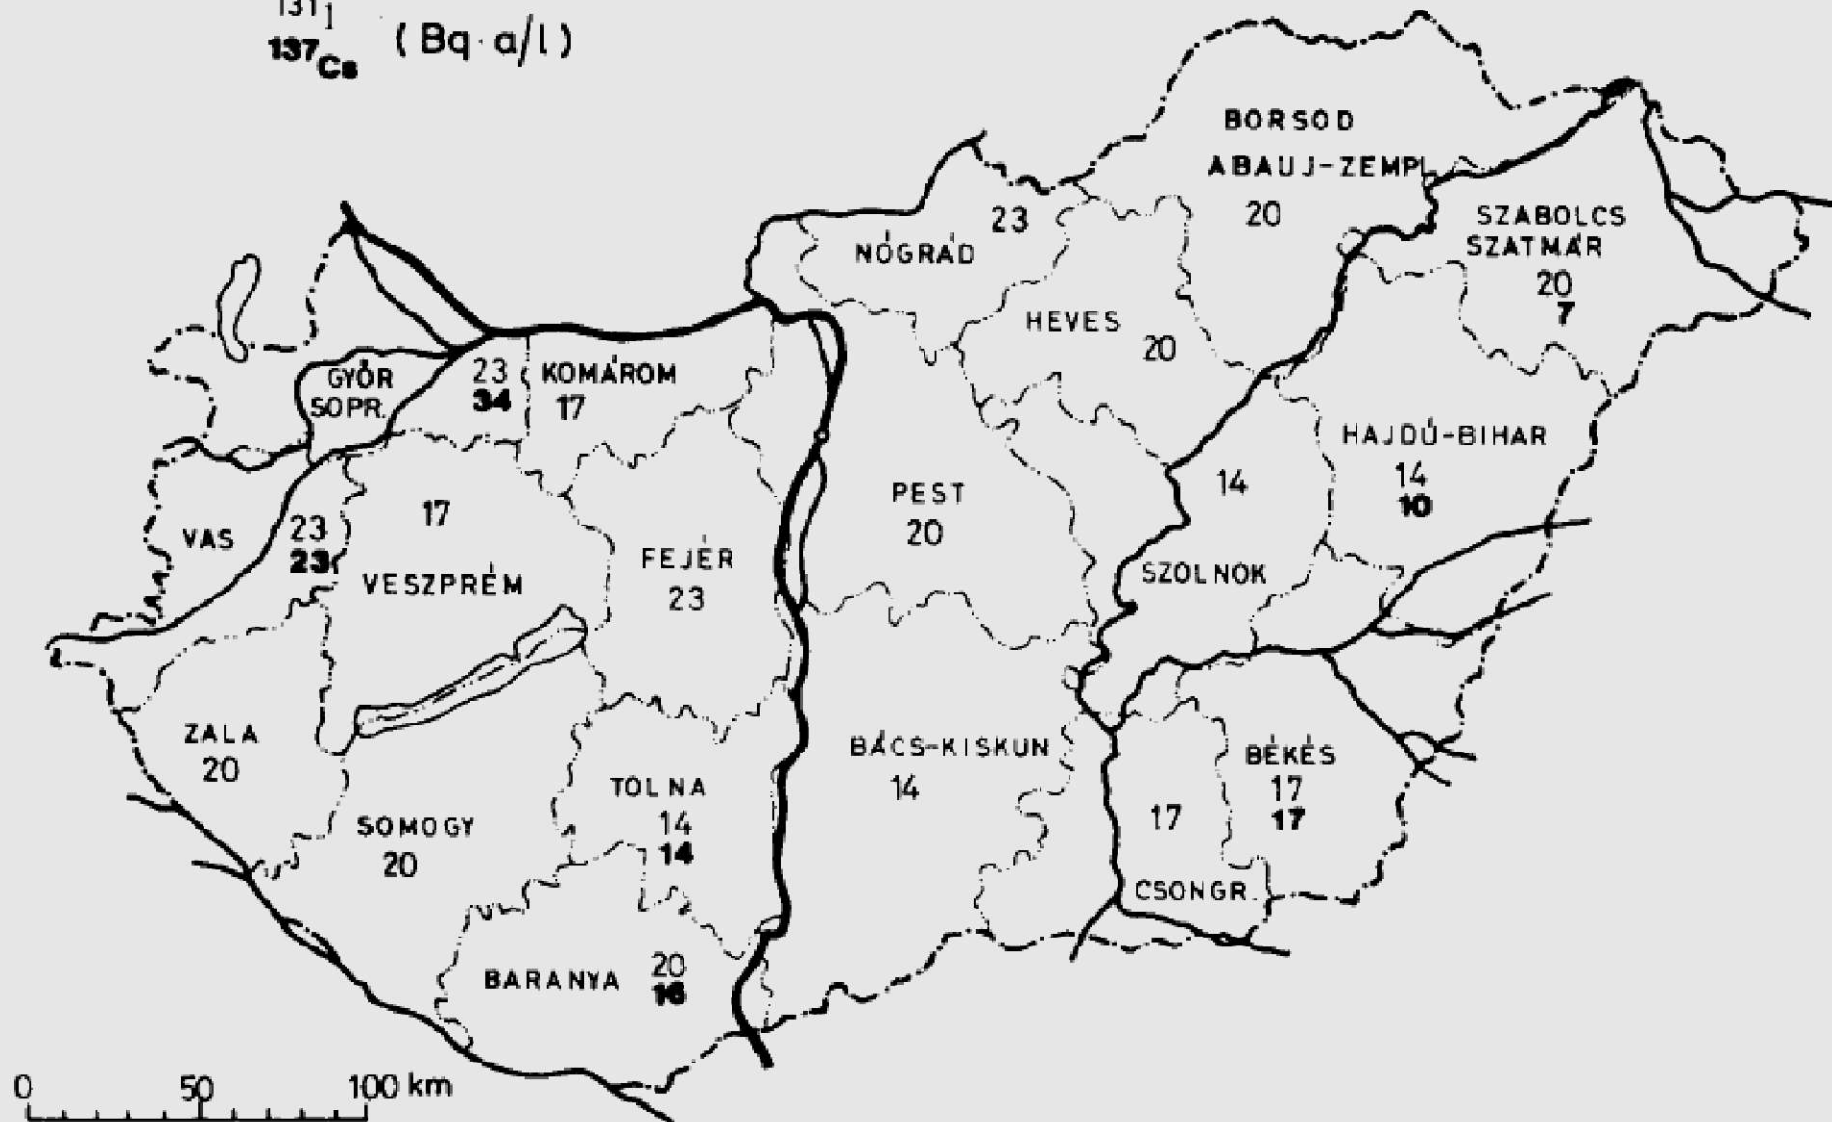 131I
137Cs (Bq·a/l)
BORSOD
ABAUJ-ZEMPL
20
SZABOLCS
SZATMÁR
20
7
23
NÓGRÁD
HEVES
20
GYŐR
SOPR.
23
34
KOMÁROM
17
HAJDÚ-BIHAR
14
10
PEST
20
14
SZOLNOK
VAS
23
23
17
VESZPRÉM
FEJÉR
23
ZALA
20
SOMOGY
20
TOLNA
14
14
BÁCS-KISKUN
14
BÉKÉS
17
17
17
CSONGR.
BARANYA
20
16
0 50 100 km